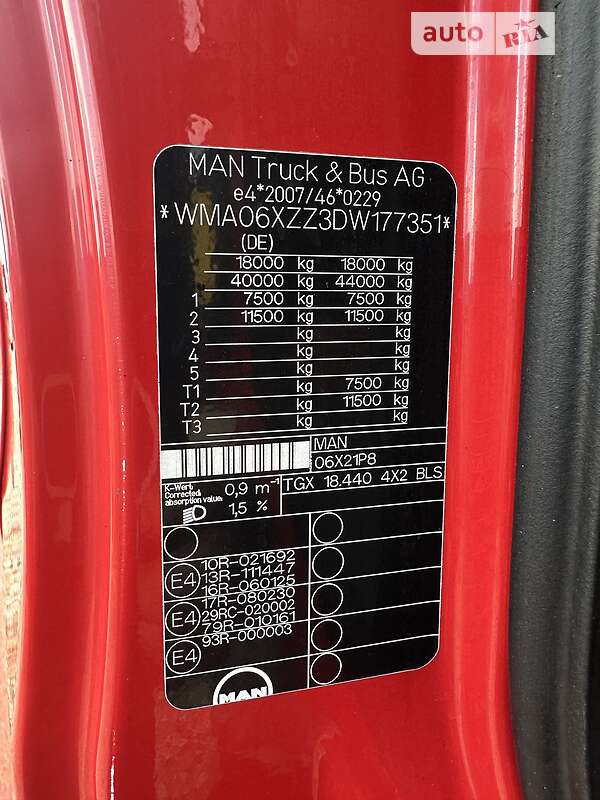 auto RIA
MAN Truck & Bus AG
e4*2007/46*0229
*WMA06XZZ3DW177351*
(DE)
18000 kg 18000 kg
40000 kg 44000 kg
1 7500 kg 7500 kg
2 11500 kg 11500 kg
3 kg kg
4 kg kg
5 kg kg
T1 kg 7500 kg
T2 kg 11500 kg
T3 kg kg
MAN
06X21P8
K-Wert:
Corrected
absorption value:
0,9 m⁻¹
1,5 %
TGX 18.440 4X2 BLS
10R-021692
E4 13R-111447
16R-060125
17R-080230
E4 29RC-020002
79R-010161
E4 93R-000003
MAN